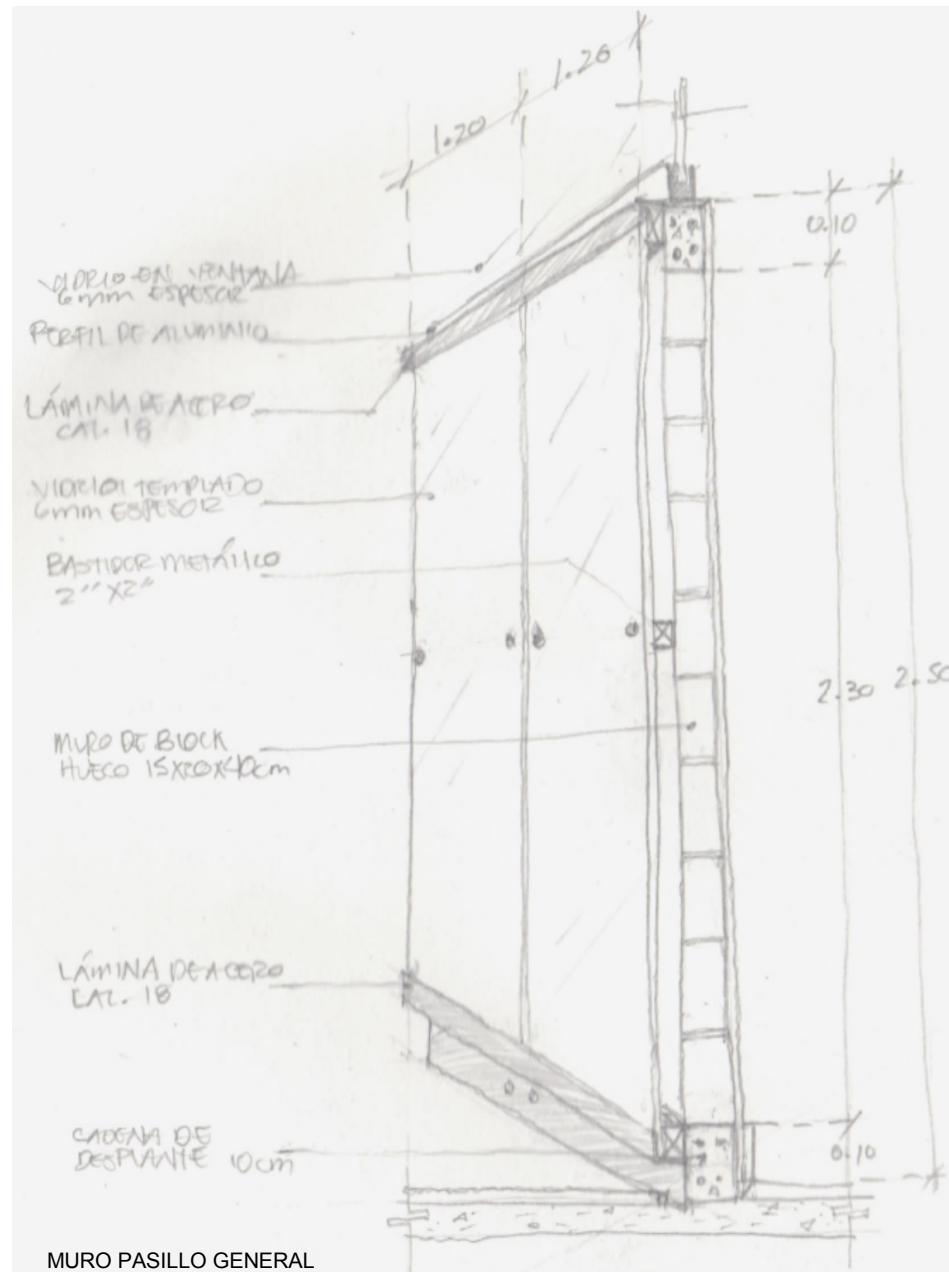 1.20
1.20
VIDRIO EN VENTANA
6mm ESPESOR
PERFIL DE ALUMINIO
LÁMINA DE ACERO
CAL. 18
VIDRIO TEMPLADO
6mm ESPESOR
BASTIDOR METÁLICO
2" X2"
MURO DE BLOCK
HUECO 15X20X40cm
LÁMINA DE ACERO
CAL. 18
CADENA DE
DESPLANTE 10cm
0.10
2.30
2.50
0.10
MURO PASILLO GENERAL